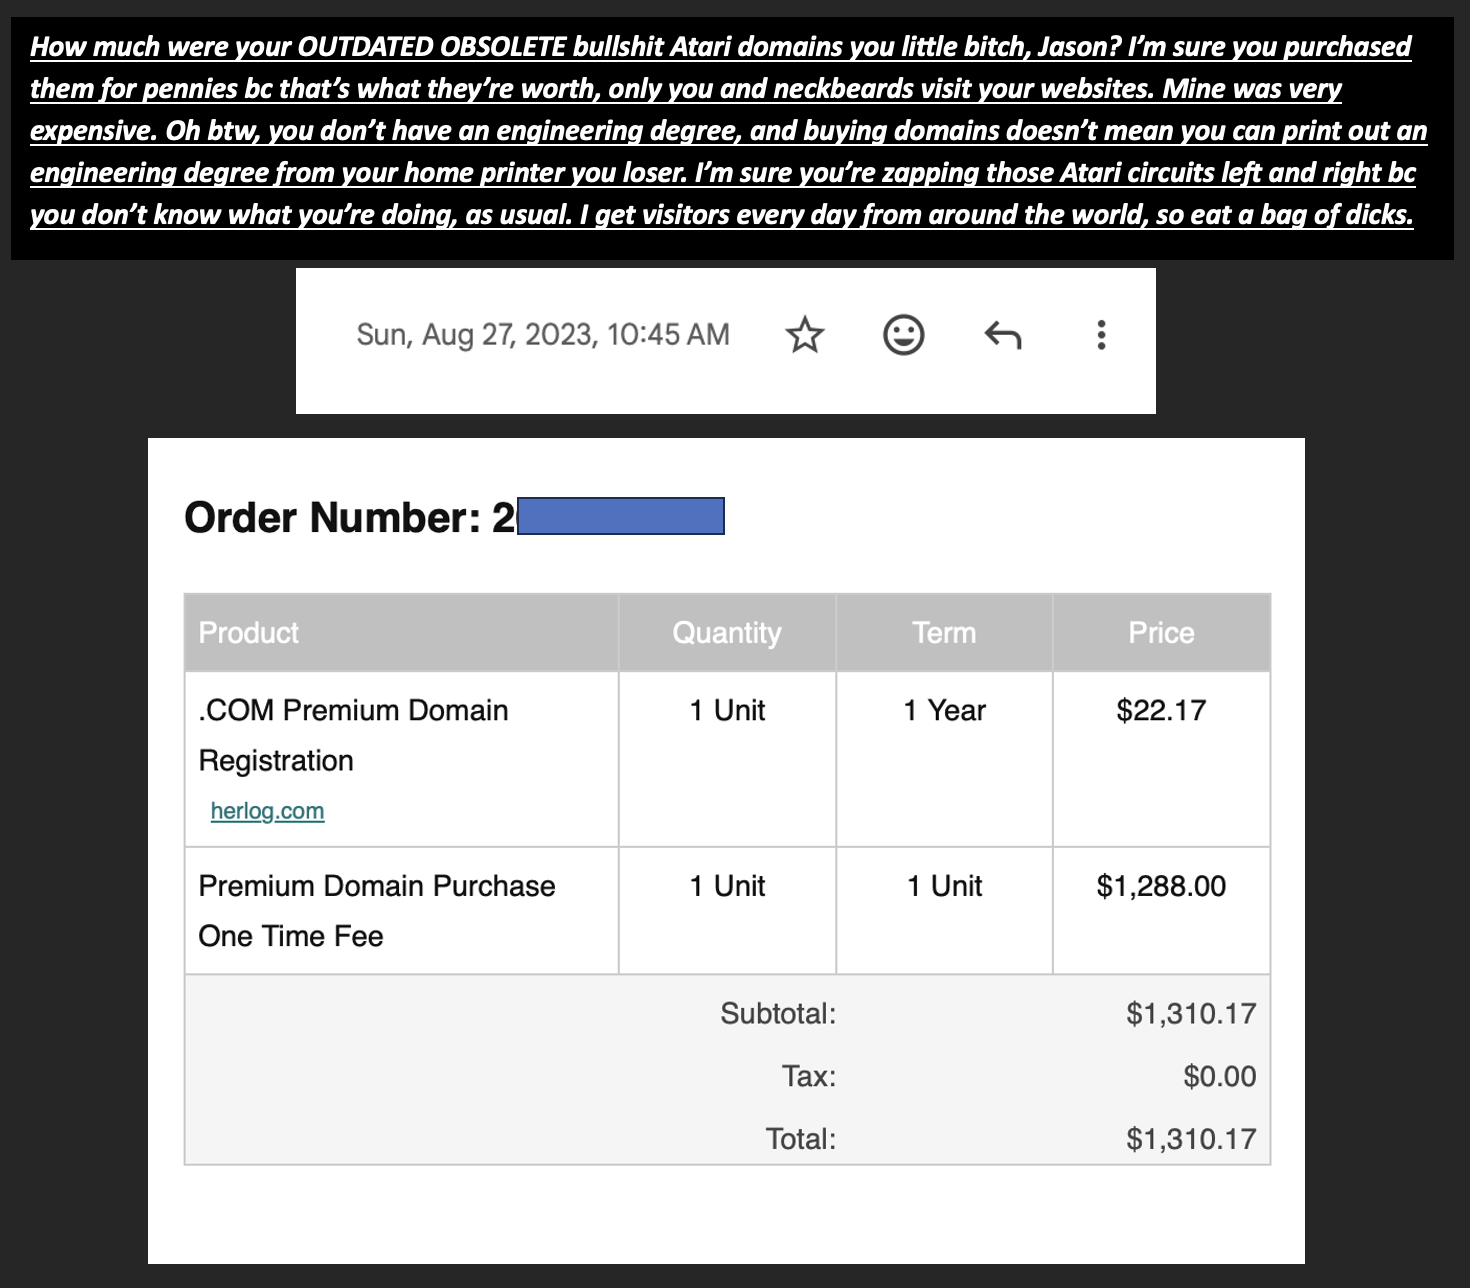 How much were your OUTDATED OBSOLETE bullshit Atari domains you little bitch, Jason? I’m sure you purchased
them for pennies bc that’s what they’re worth, only you and neckbeards visit your websites. Mine was very
expensive. Oh btw, you don’t have an engineering degree, and buying domains doesn’t mean you can print out an
engineering degree from your home printer you loser. I’m sure you’re zapping those Atari circuits left and right bc
you don’t know what you’re doing, as usual. I get visitors every day from around the world, so eat a bag of dicks.
Sun, Aug 27, 2023, 10:45 AM
Order Number: 2
Product Quantity Term Price
.COM Premium Domain 1 Unit 1 Year $22.17
Registration
herlog.com
Premium Domain Purchase 1 Unit 1 Unit $1,288.00
One Time Fee
Subtotal: $1,310.17
Tax: $0.00
Total: $1,310.17